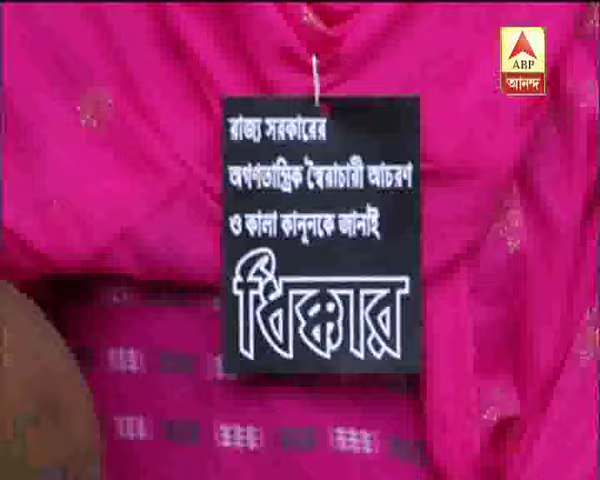 ABP
আনন্দ
রাজ্য সরকারের
অগণতান্ত্রিক স্বৈরাচারী আচরণ
ও কালা কানুনকে জানাই
ধিক্কার